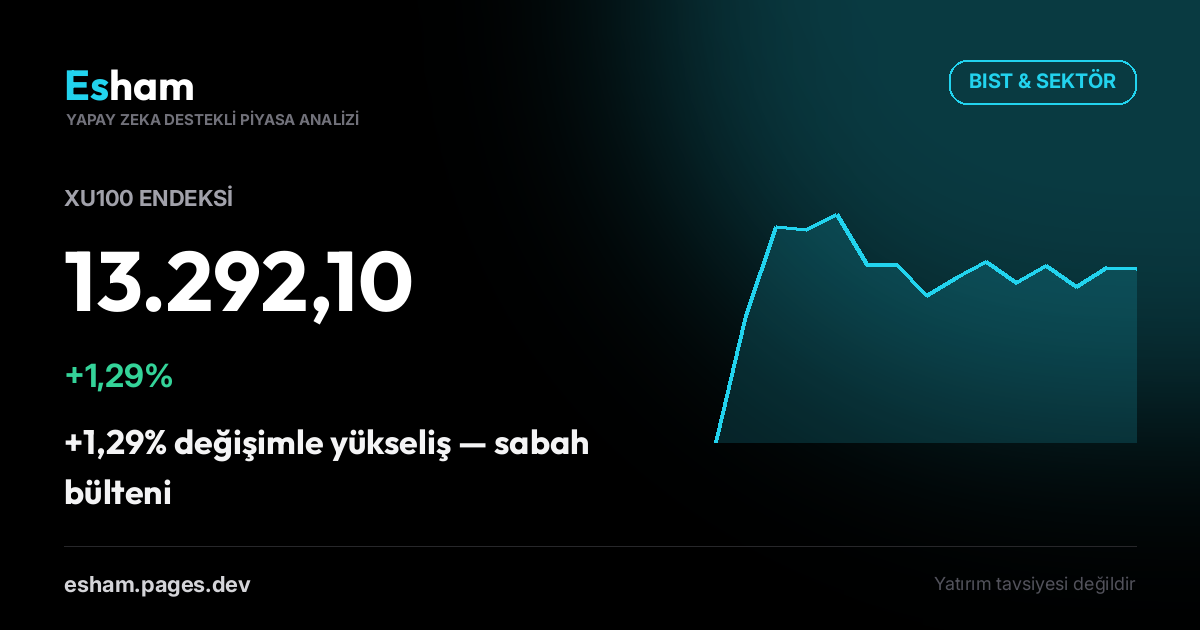 Esham
YAPAY ZEKA DESTEKLİ PİYASA ANALİZİ
BIST & SEKTÖR
XU100 ENDEKSİ
13.292,10
+1,29%
+1,29% değişimle yükseliş — sabah
bülteni
esham.pages.dev
Yatırım tavsiyesi değildir